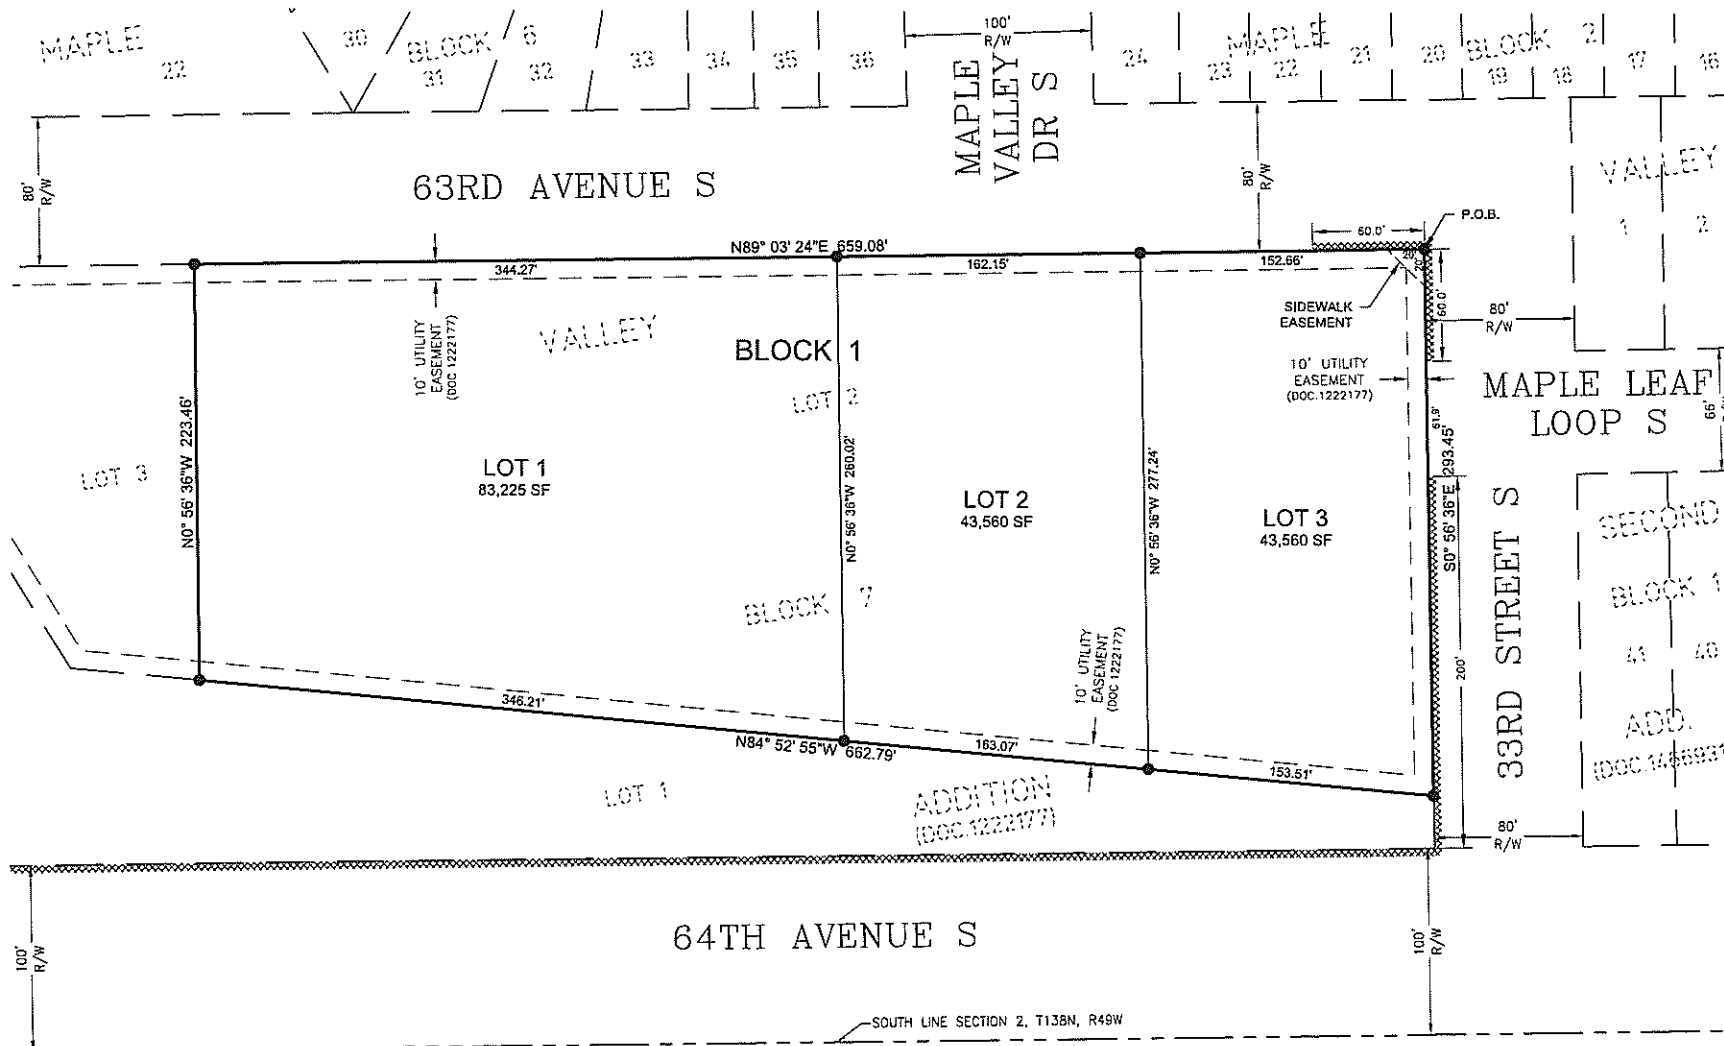 MAPLE
22
30
BLOCK 6
31
32
33
34
35
36
100'
R/W
MAPLE
VALLEY
DR S
24
23
MAPLE
22
21
20
BLOCK 2
19
18
17
16
80'
R/W
63RD AVENUE S
80'
R/W
VALLEY
1
2
P.O.B.
60.0'
N89° 03' 24"E 659.08'
344.27'
162.15'
152.66'
20'
20'
60.0'
SIDEWALK
EASEMENT
80'
R/W
10' UTILITY
EASEMENT
(DOC 1222177)
VALLEY
BLOCK 1
LOT 2
10' UTILITY
EASEMENT
(DOC.1222177)
MAPLE LEAF
LOOP S
66'
61.9'
S0° 56' 36"E 293.45'
N0° 56' 36"W 223.46'
LOT 3
LOT 1
83,225 SF
N0° 56' 36"W 260.02'
LOT 2
43,560 SF
N0° 56' 36"W 277.24'
LOT 3
43,560 SF
33RD STREET S
SECOND
BLOCK 1
41
40
ADD.
(DOC.1466931
200'
BLOCK 7
10' UTILITY
EASEMENT
(DOC 1222177)
346.21'
N84° 52' 55"W 662.79'
163.07'
153.51'
LOT 1
ADDITION
(DOC.1222177)
80'
R/W
64TH AVENUE S
100'
R/W
100'
R/W
SOUTH LINE SECTION 2, T138N, R49W